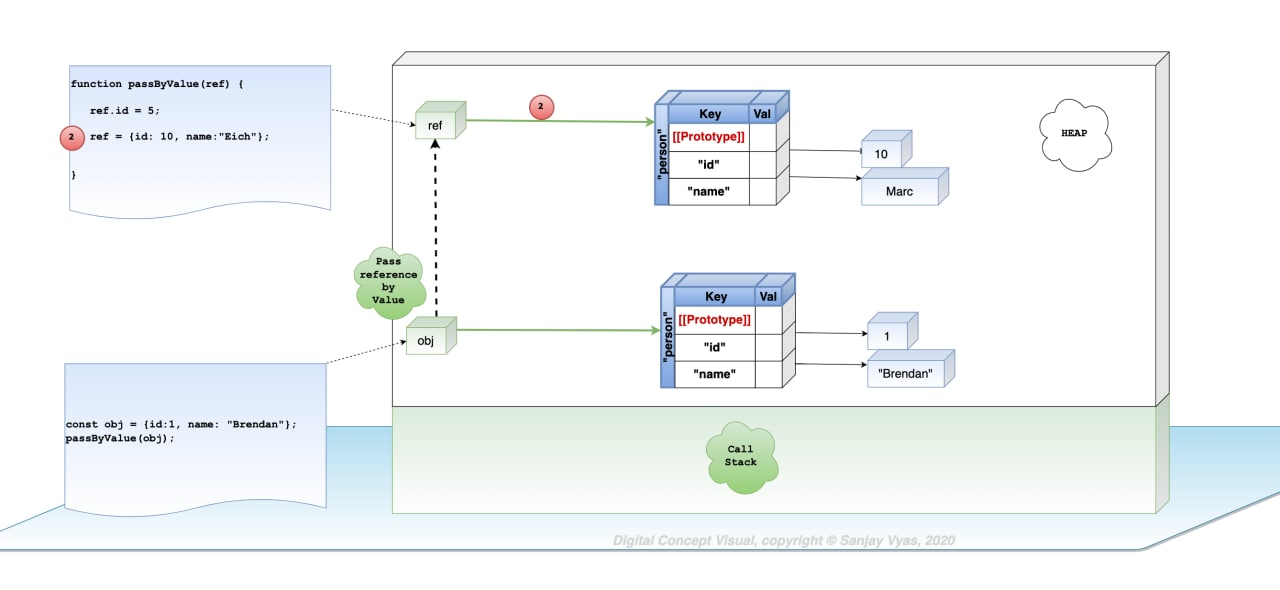 function passByValue(ref) {
ref.id = 5;
2 ref = {id: 10, name:"Eich"};
}
ref
2
"person"
Key Val
[[Prototype]]
"id"
"name"
10
Marc
HEAP
Pass
reference
by
Value
obj
"person"
Key Val
[[Prototype]]
"id"
"name"
1
"Brendan"
const obj = {id:1, name: "Brendan"};
passByValue(obj);
Call
Stack
Digital Concept Visual, copyright © Sanjay Vyas, 2020